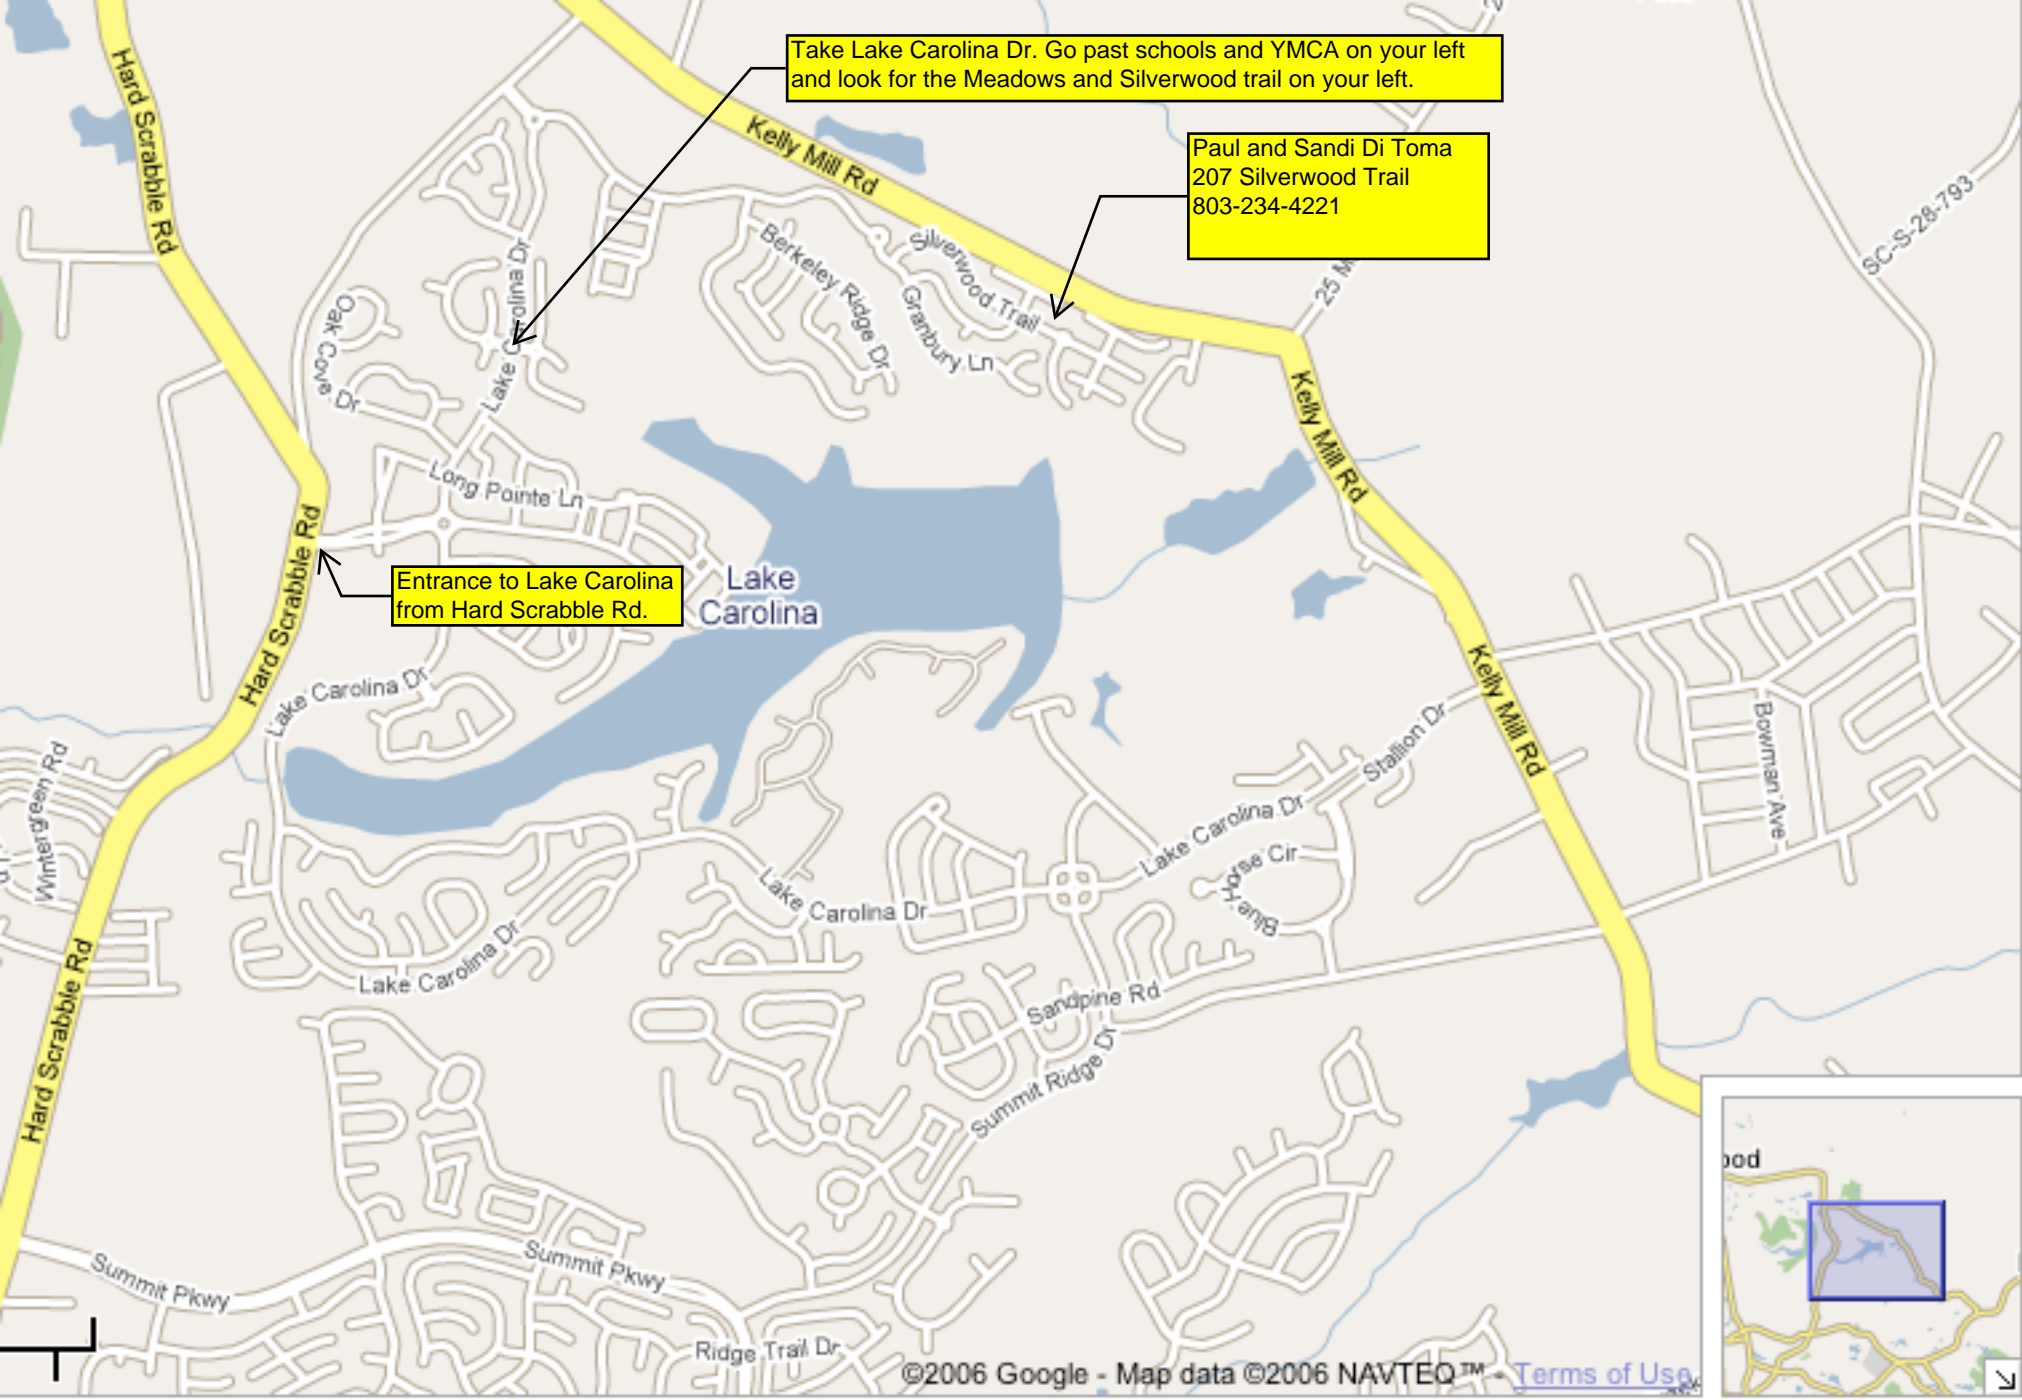 Take Lake Carolina Dr. Go past schools and YMCA on your left
and look for the Meadows and Silverwood trail on your left.
Hard Scrabble Rd
Kelly Mill Rd
Paul and Sandi Di Toma
207 Silverwood Trail
803-234-4221
SC-S-28-793
25 M
Silverwood Trail
Berkeley Ridge Dr
Granbury Ln
Lake Carolina Dr
Oak Cove Dr
Kelly Mill Rd
Long Pointe Ln
Hard Scrabble Rd
Entrance to Lake Carolina
from Hard Scrabble Rd.
Lake
Carolina
Lake Carolina Dr
Kelly Mill Rd
Stallion Dr
Bowman Ave
Wintergreen Rd
Lake Carolina Dr
Blue Horse Cir
Lake Carolina Dr
Lake Carolina Dr
Hard Scrabble Rd
Sandpine Rd
Summit Ridge Dr
Summit Pkwy
Summit Pkwy
Ridge Trail Dr
ood
©2006 Google - Map data ©2006 NAVTEQ™ - Terms of Use